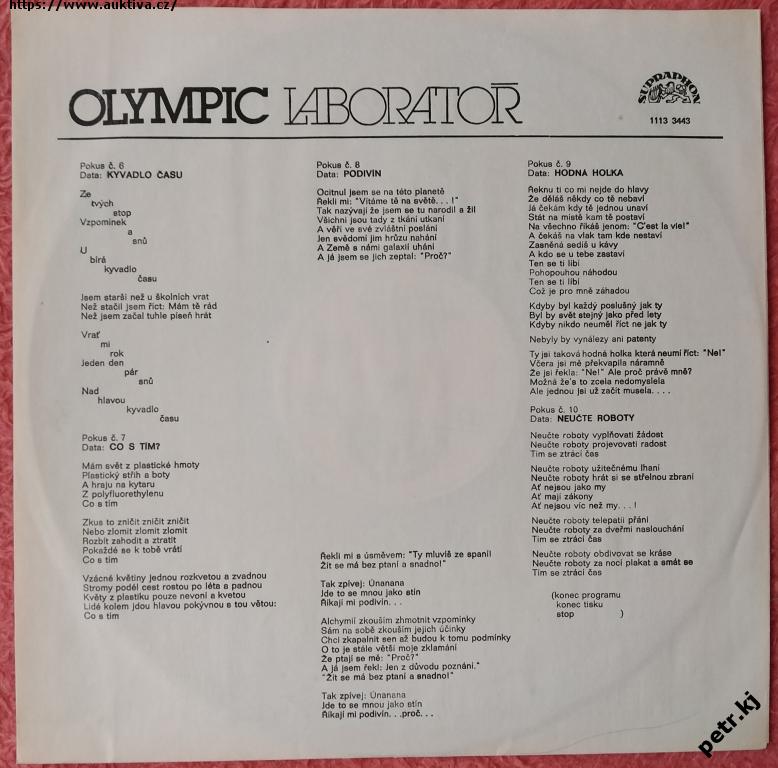 https://www.auktiva.cz/
OLYMPIC LABORATOŘ
SUPRAPHON
1113 3443
Pokus č. 6
Data: KYVADLO ČASU
Ze
tvých
stop
Vzpomínek
a
snů
U
bírá
kyvadlo
času
Jsem starší než u školních vrat
Než stačil jsem říct: Mám tě rád
Než jsem začal tuhle píseň hrát
Vrať
mi
rok
Jeden den
pár
snů
Nad
hlavou
kyvadlo
času
Pokus č. 7
Data: CO S TÍM?
Mám svět z plastické hmoty
Plastický střih a boty
A hraju na kytaru
Z polyfluorethylenu
Co s tím
Zkus to zničit zničit zničit
Nebo zlomit zlomit zlomit
Rozbít zahodit a ztratit
Pokaždé se k tobě vrátí
Co s tím
Vzácné květiny jednou rozkvetou a zvadnou
Stromy podél cest rostou po léta s padnou
Květy z plastiku pouze nevoní a kvetou
Lidé kolem jdou hlavou pokývnou s tou větou:
Co s tím
Pokus č. 8
Data: PODIVÍN
Ocitnul jsem se na této planetě
Řekli mi: "Vítáme tě na světě. . .!"
Tak nazývají že jsem se tu narodil a žil
Všichni jsou tady z tkání utkaní
A věří ve své zvláštní poslání
Jen svědomí jim hrůzu nahání
A Země s námi galaxií uhání
A já jsem se jich zeptal: "Proč?"
Řekli mi s úsměvem: "Ty mluvíš ze spaní!
Žít se má bez ptaní a snadno!"
Tak zpívej: Únanana
Jde to se mnou jako stín
Říkají mi podivín. . .
Alchymií zkouším zhmotnit vzpomínky
Sám na sobě zkouším jejich účinky
Chci zkapalnit sen až budou k tomu podmínky
O to je stále větší moje zklamání
Že ptají se mě: "Proč?"
A já jsem řekl: Jen z důvodu poznání."
"Žít se má bez ptaní a snadno!"
Tak zpívej: Únanana
Jde to se mnou jako stín
Říkají mi podivín. . .proč. . .
Pokus č. 9
Data: HODNÁ HOLKA
Řeknu ti co mi nejde do hlavy
Že děláš někdy co tě nebaví
Já čekám kdy tě jednou unaví
Stát na místě kam tě postaví
Na všechno říkáš jenom: "C'est la vie!"
A čekáš na vlak tam kde nestaví
Zasněná sedíš u kávy
A kdo se u tebe zastaví
Ten se ti líbí
Pohopouhou náhodou
Ten se ti líbí
Což je pro mně záhadou
Kdyby byl každý poslušný jak ty
Byl by svět stejný jako před lety
Kdyby nikdo neuměl říct ne jak ty
Nebyly by vynálezy ani patenty
Ty jsi taková hodná holka která neumí říct: "Ne!"
Včera jsi mě překvapila náramně
Že jsi řekla: "Ne!" Ale proč právě mně?
Možná že's to zcela nedomyslela
Ale jednou jsi už začít musela. . . .
Pokus č. 10
Data: NEUČTE ROBOTY
Neučte roboty vyplňovati žádost
Neučte roboty projevovati radost
Tím se ztrácí čas
Neučte roboty užitečnému lhaní
Neučte roboty hrát si se střelnou zbraní
Ať nejsou jako my
Ať mají zákony
Ať nejsou víc než my. . .!
Neučte roboty telepatii přání
Neučte roboty za dveřmi naslouchání
Tím se ztrácí čas
Neučte roboty obdivovat se kráse
Neučte roboty za noci plakat a smát se
Tím se ztrácí čas
(konec programu
konec tisku
stop )
petr.kj